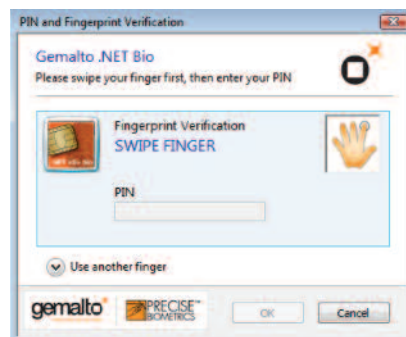 PIN and Fingerprint Verification
Gemalto .NET Bio
Please swipe your finger first, then enter your PIN
Fingerprint Verification
SWIPE FINGER
PIN
Use another finger
gemalto
PRECISE™
BIOMETRICS
OK
Cancel